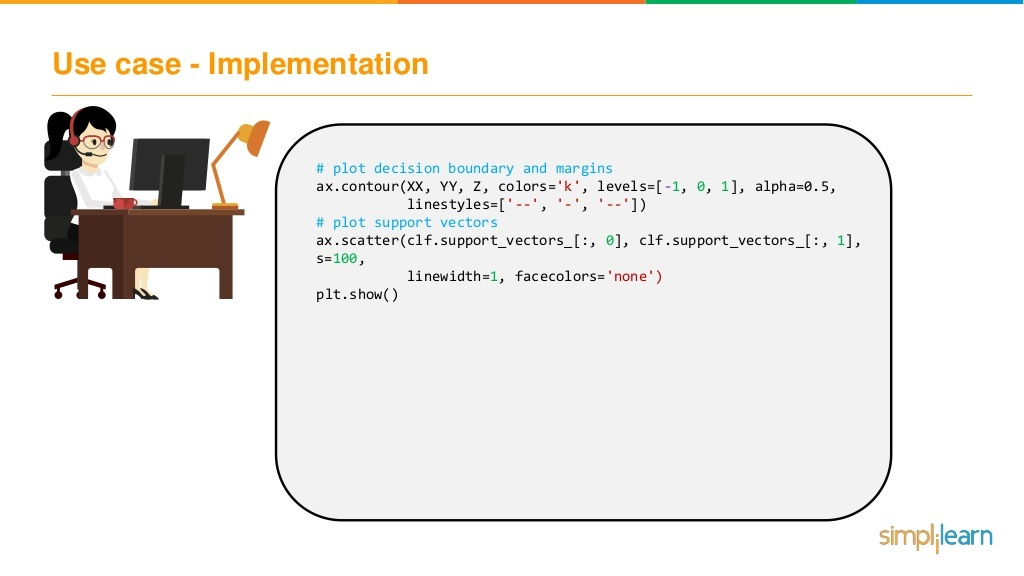 Use case - Implementation
# plot decision boundary and margins
ax.contour(XX, YY, Z, colors='k', levels=[-1, 0, 1], alpha=0.5,
           linestyles=['--', '-', '--'])
# plot support vectors
ax.scatter(clf.support_vectors_[:, 0], clf.support_vectors_[:, 1],
s=100,
           linewidth=1, facecolors='none')
plt.show()
simplilearn